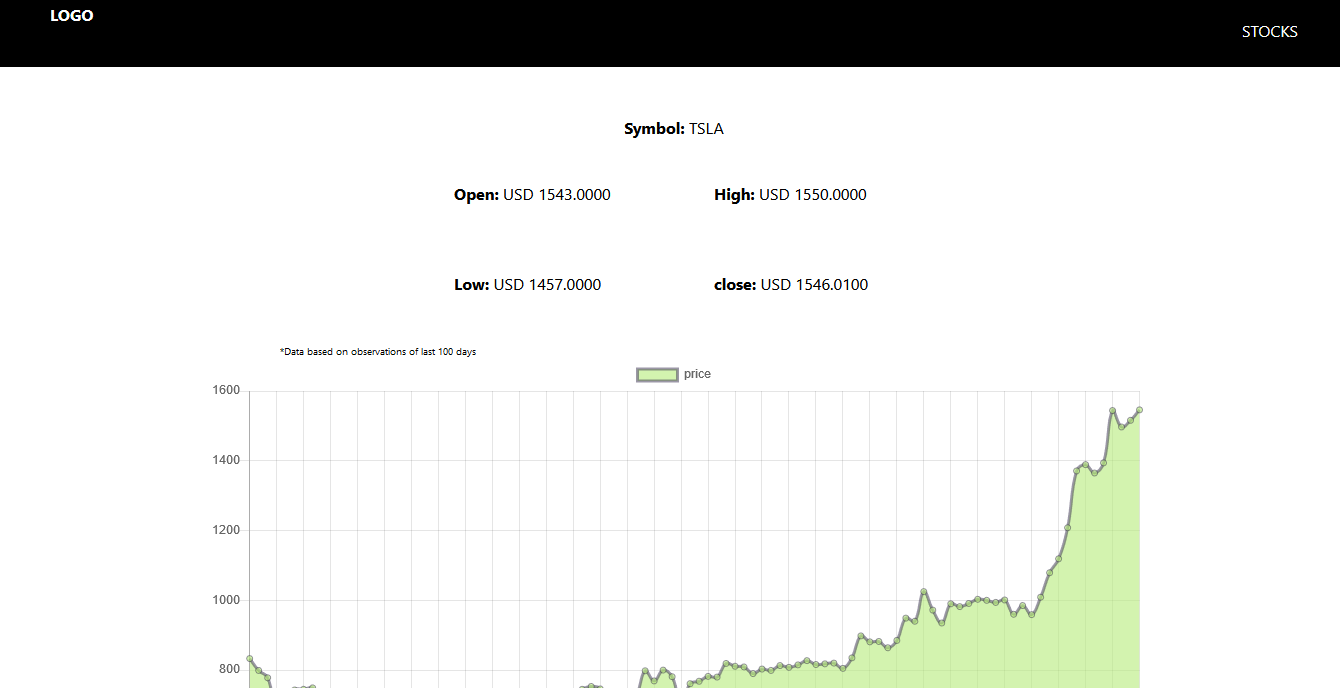 LOGO
STOCKS
Symbol: TSLA
Open: USD 1543.0000
High: USD 1550.0000
Low: USD 1457.0000
close: USD 1546.0100
*Data based on observations of last 100 days
price
1600
1400
1200
1000
800